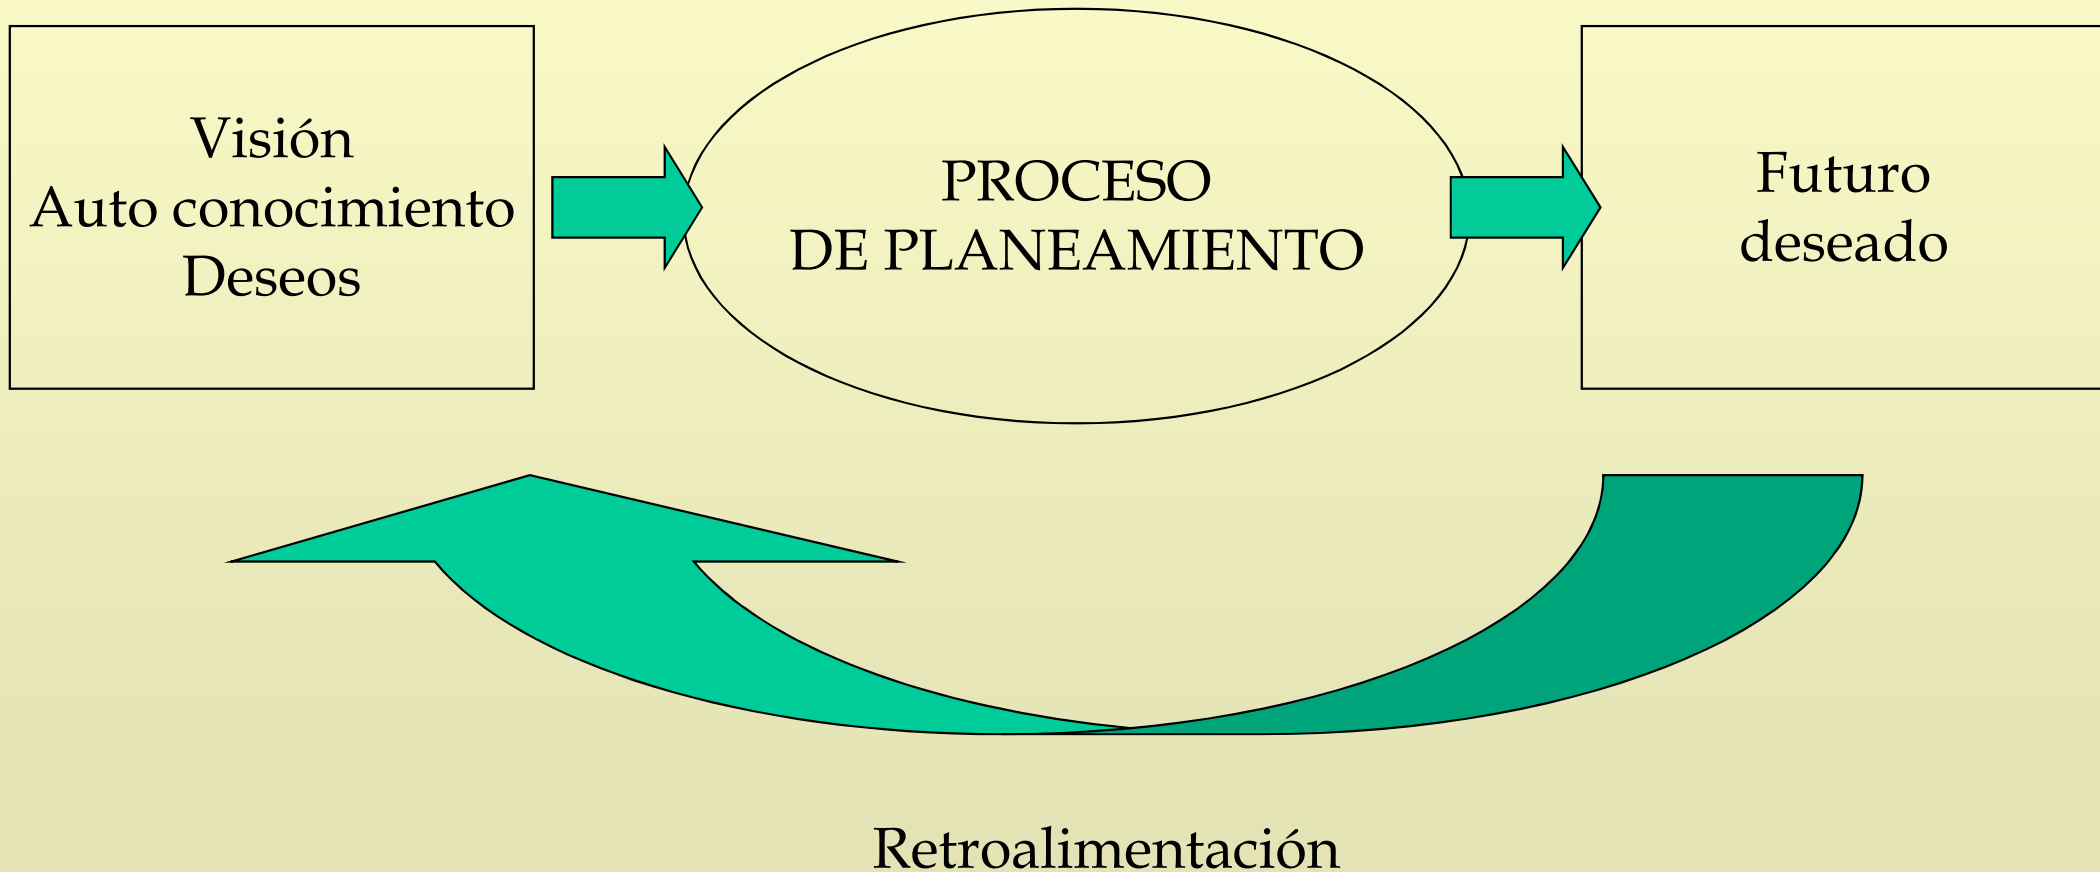 Visión
Auto conocimiento
Deseos
PROCESO
DE PLANEAMIENTO
Futuro
deseado
Retroalimentación